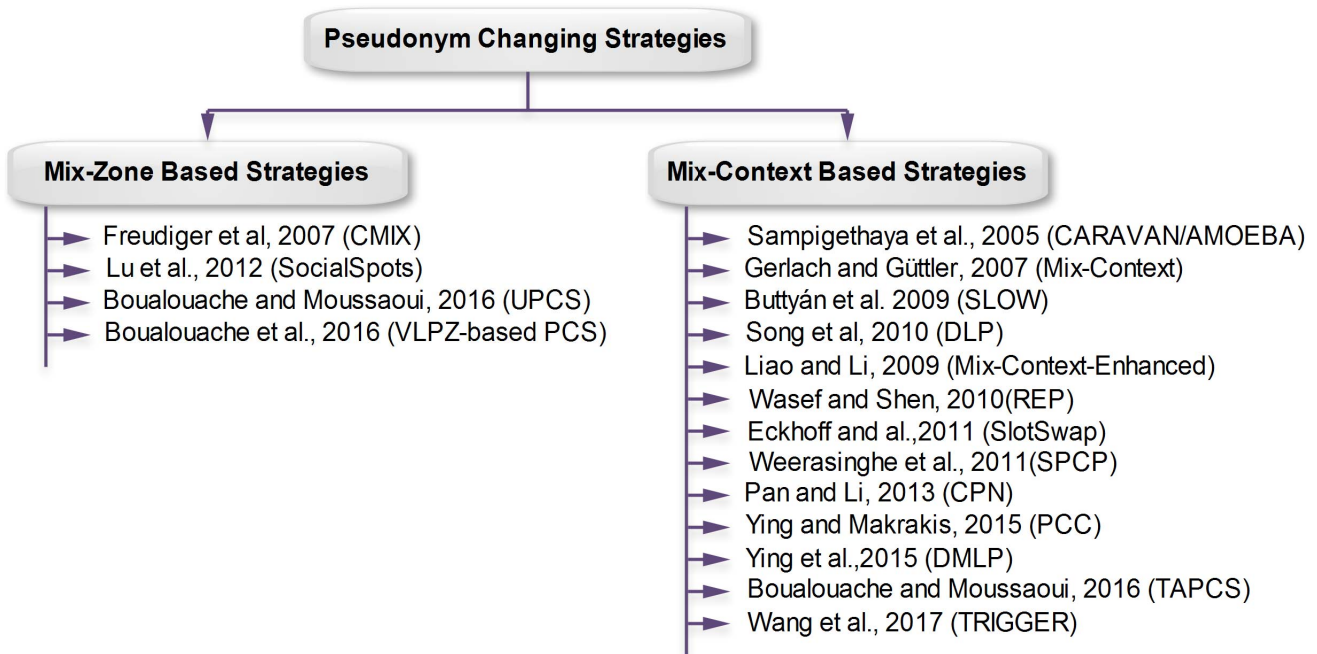 Pseudonym Changing Strategies
Mix-Zone Based Strategies
Freudiger et al, 2007 (CMIX)
Lu et al., 2012 (SocialSpots)
Boualouache and Moussaoui, 2016 (UPCS)
Boualouache et al., 2016 (VLPZ-based PCS)
Mix-Context Based Strategies
Sampigethaya et al., 2005 (CARAVAN/AMOEBA)
Gerlach and Güttler, 2007 (Mix-Context)
Buttyán et al. 2009 (SLOW)
Song et al, 2010 (DLP)
Liao and Li, 2009 (Mix-Context-Enhanced)
Wasef and Shen, 2010(REP)
Eckhoff and al.,2011 (SlotSwap)
Weerasinghe et al., 2011(SPCP)
Pan and Li, 2013 (CPN)
Ying and Makrakis, 2015 (PCC)
Ying et al.,2015 (DMLP)
Boualouache and Moussaoui, 2016 (TAPCS)
Wang et al., 2017 (TRIGGER)